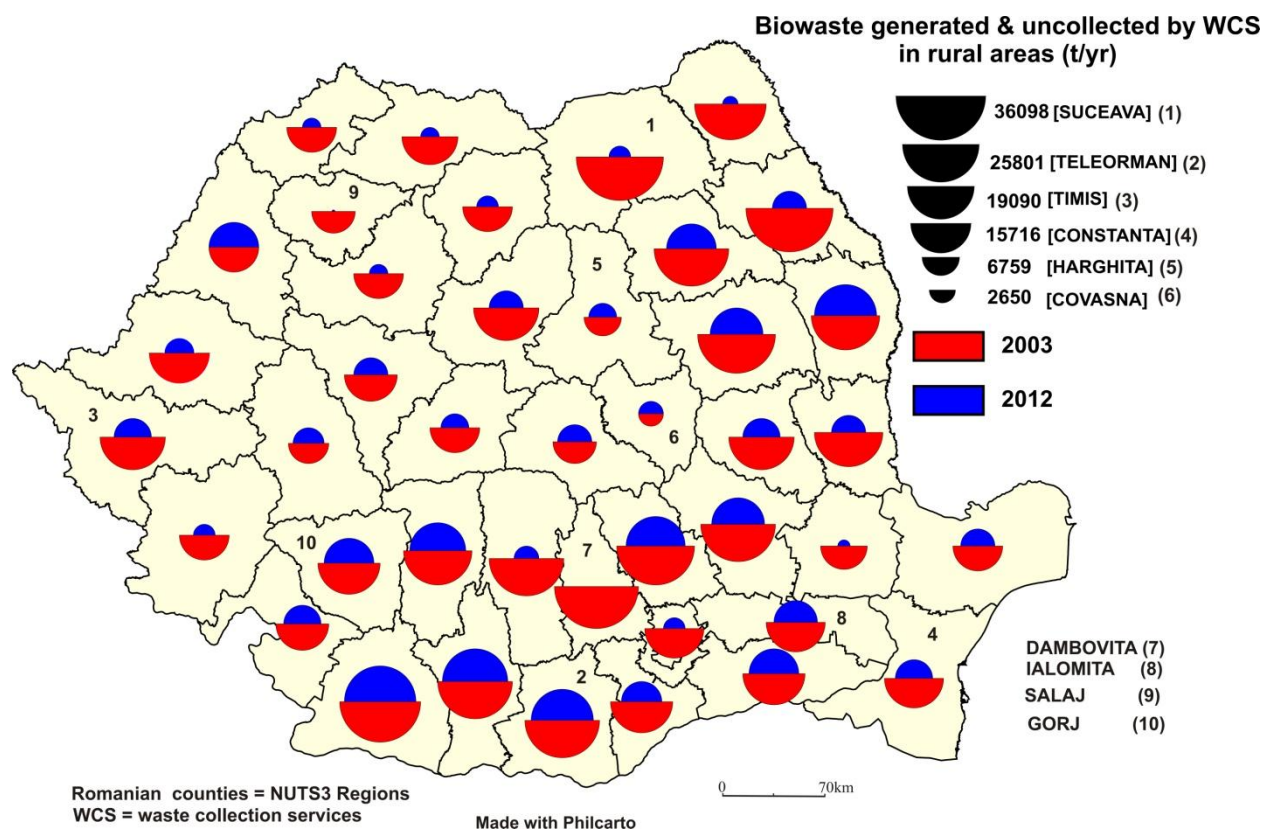 Biowaste generated & uncollected by WCS
in rural areas (t/yr)
36098 [SUCEAVA] (1)
25801 [TELEORMAN] (2)
19090 [TIMIS] (3)
15716 [CONSTANTA] (4)
6759 [HARGHITA] (5)
2650 [COVASNA] (6)
2003
2012
1
9
5
3
6
10
7
8
4
2
DAMBOVITA (7)
IALOMITA (8)
SALAJ (9)
GORJ (10)
0 70km
Romanian counties = NUTS3 Regions
WCS = waste collection services
Made with Philcarto